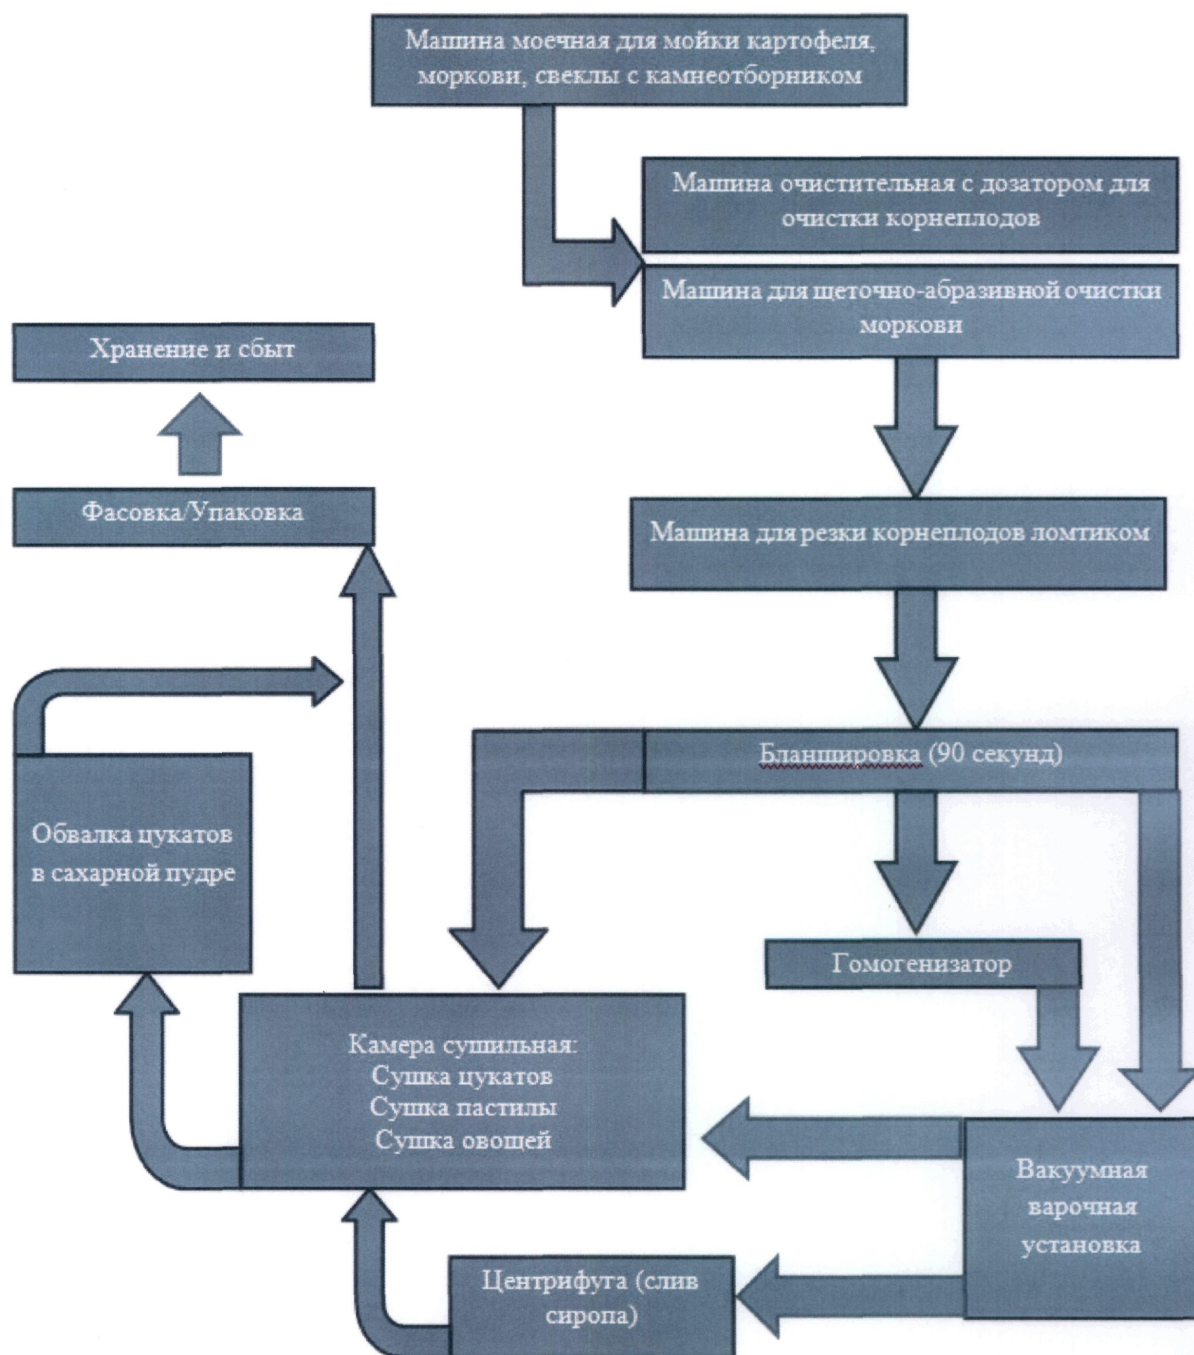 Машина моечная для мойки картофеля,
моркови, свеклы с камнеотборником
Машина очистительная с дозатором для
очистки корнеплодов
Машина для щеточно-абразивной очистки
моркови
Хранение и сбыт
Фасовка/Упаковка
Машина для резки корнеплодов ломтиком
Бланшировка (90 секунд)
Обвалка цукатов
в сахарной пудре
Гомогенизатор
Камера сушильная:
Сушка цукатов
Сушка пастилы
Сушка овощей
Вакуумная
варочная
установка
Центрифуга (слив
сиропа)